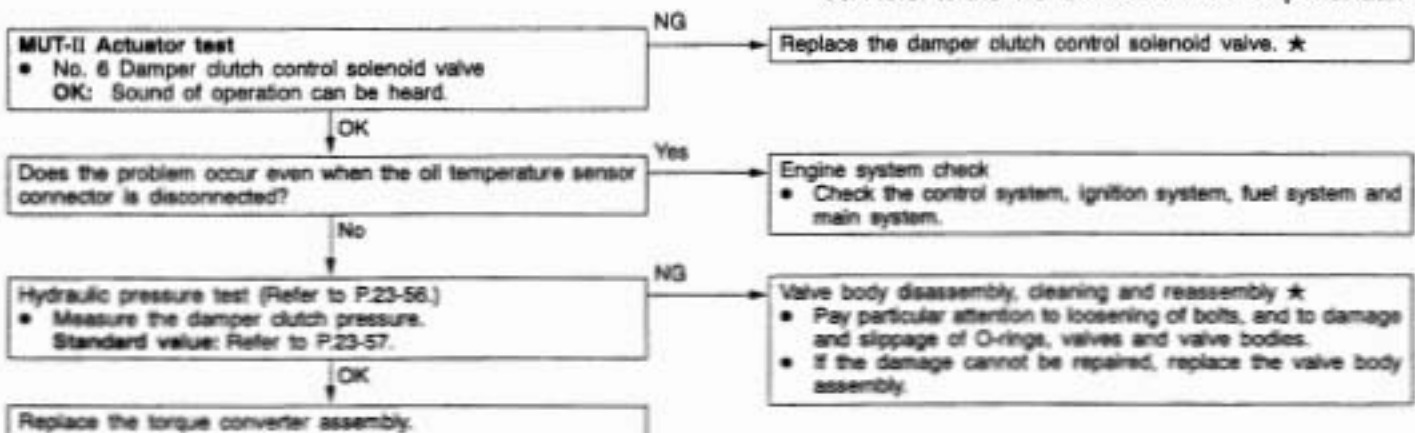 NG
MUT-II Actuator test
• No. 6 Damper clutch control solenoid valve
OK: Sound of operation can be heard.
Replace the damper clutch control solenoid valve. ★
OK
Does the problem occur even when the oil temperature sensor
connector is disconnected?
Yes
Engine system check
• Check the control system, ignition system, fuel system and
main system.
No
Hydraulic pressure test (Refer to P.23-56.)
• Measure the damper clutch pressure.
Standard value: Refer to P.23-57.
NG
Valve body disassembly, cleaning and reassembly ★
• Pay particular attention to loosening of bolts, and to damage
and slippage of O-rings, valves and valve bodies.
• If the damage cannot be repaired, replace the valve body
assembly.
OK
Replace the torque converter assembly.